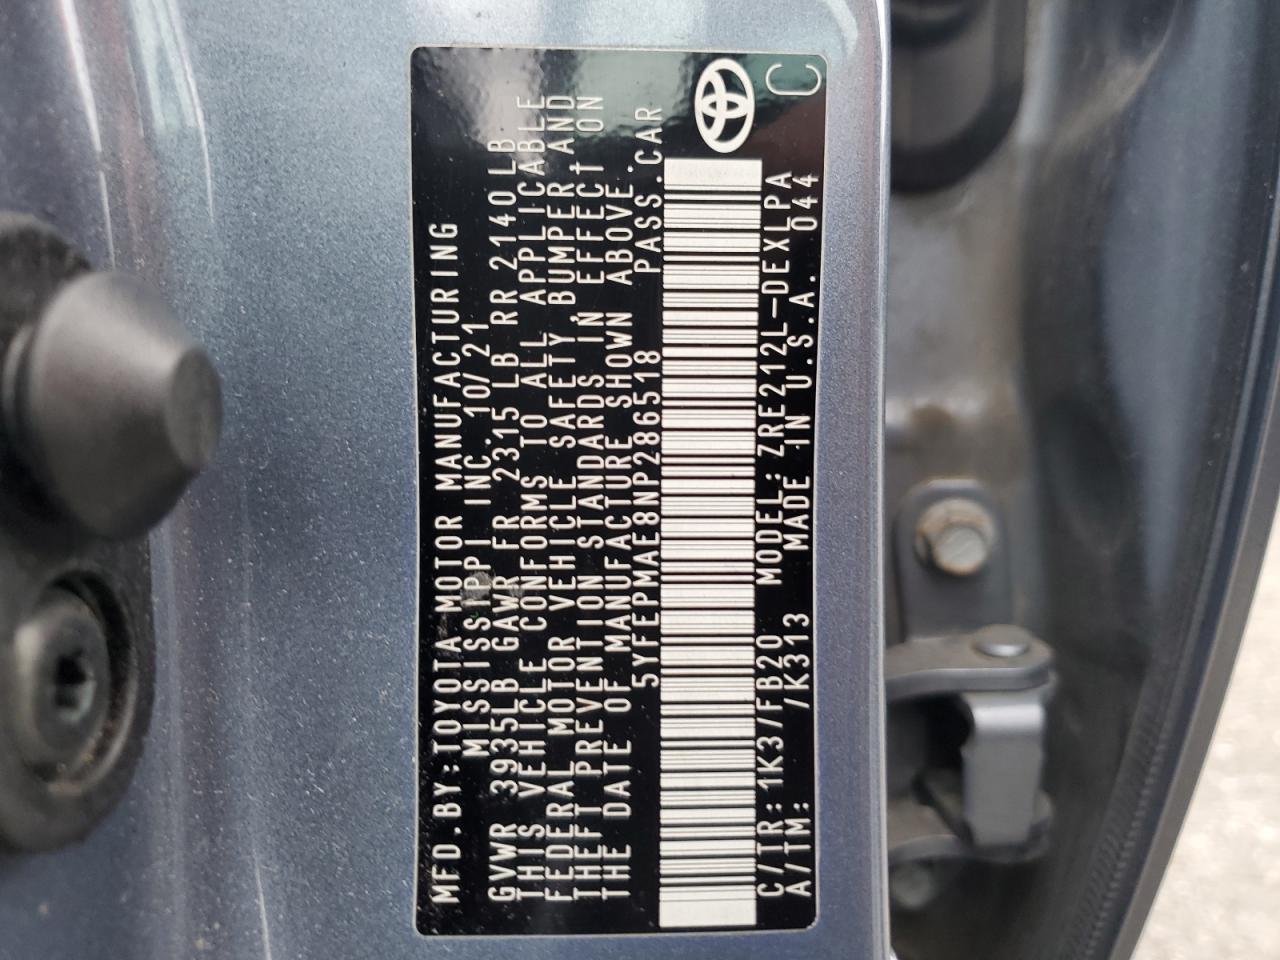 MFD.BY:TOYOTA MOTOR MANUFACTURING
MISSISSIPPI INC. 10/21
GVWR 3935LB GAWR FR 2315 LB RR 2140LB
THIS VEHICLE CONFORMS TO ALL APPLICABLE
FEDERAL MOTOR VEHICLE SAFETY, BUMPER, AND
THEFT PREVENTION STANDARDS IN EFFECT ON
THE DATE OF MANUFACTURE SHOWN ABOVE.
5YFEPMAE8NP286518 PASS.CAR
C/TR: 1K3/FB20 MODEL: ZRE212L-DEXLPA
A/TM: /K313 MADE IN U.S.A. 044
C